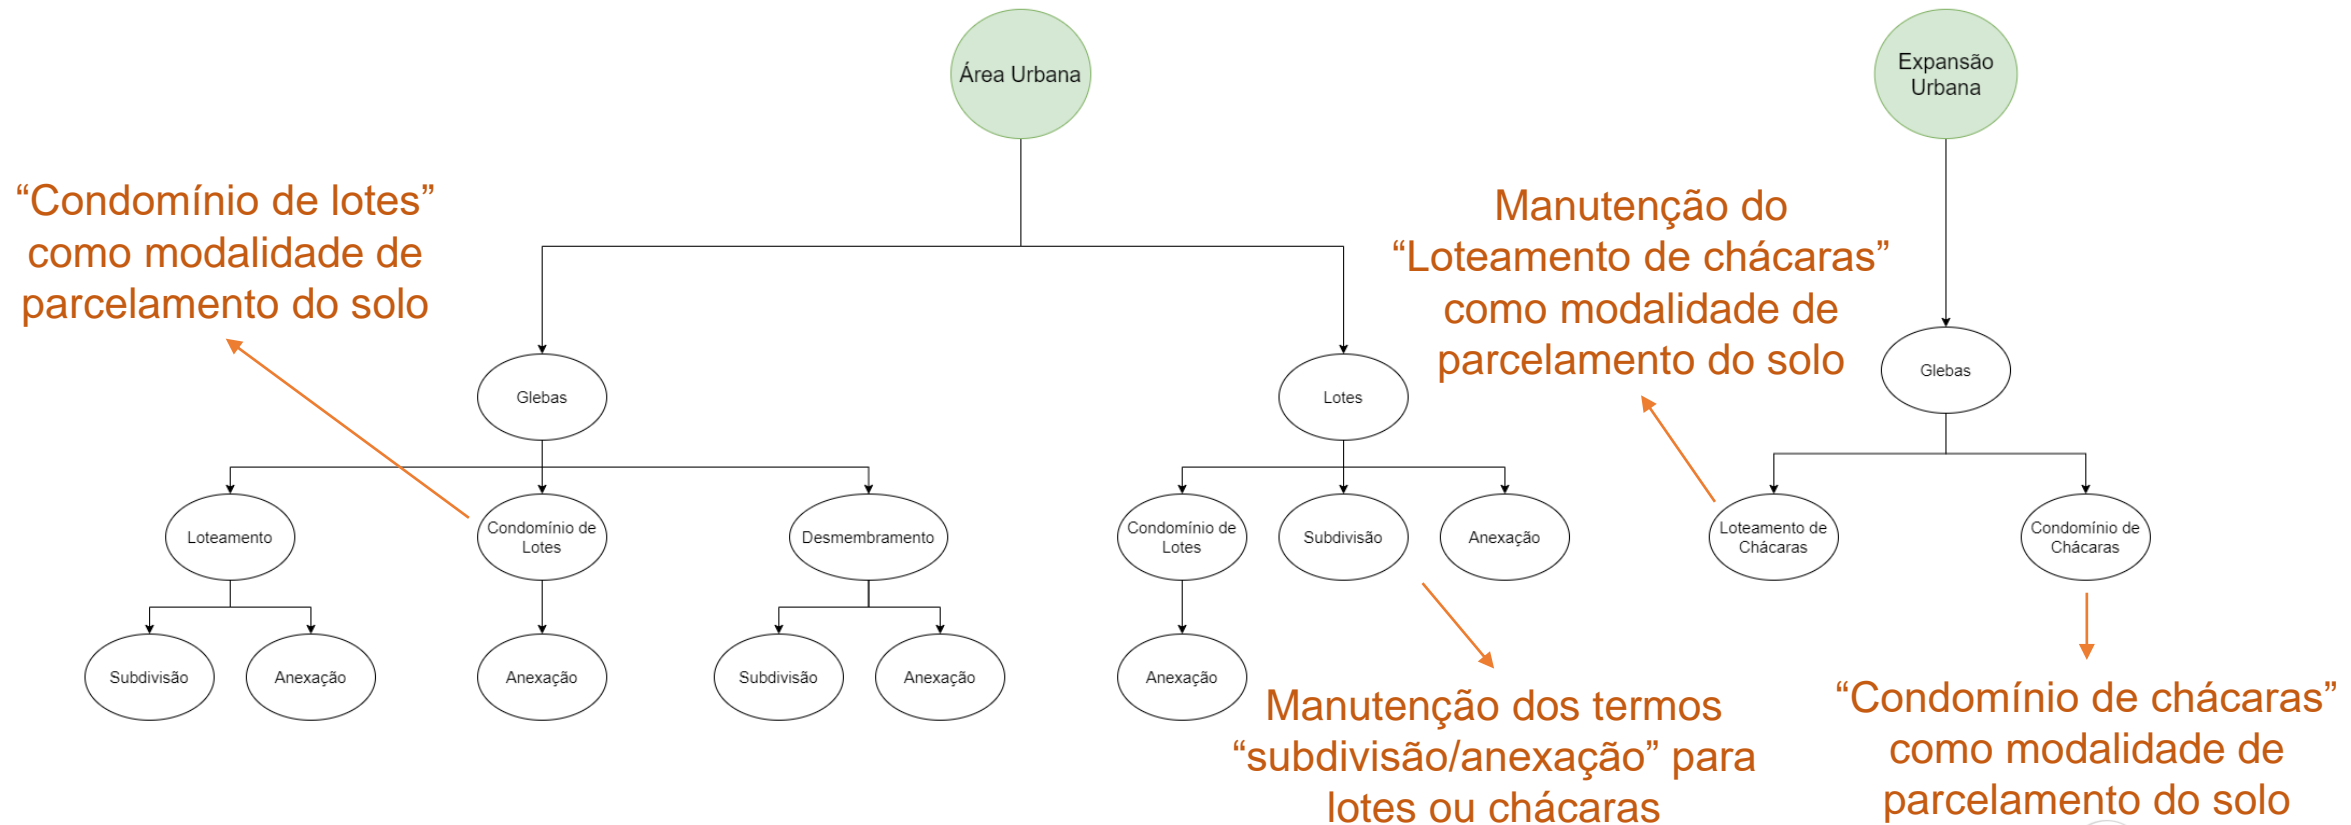 Área Urbana
Expansão
Urbana
“Condomínio de lotes”
como modalidade de
parcelamento do solo
Manutenção do
“Loteamento de chácaras”
como modalidade de
parcelamento do solo
Glebas
Lotes
Glebas
Loteamento
Condomínio de
Lotes
Desmembramento
Condomínio de
Lotes
Subdivisão
Anexação
Loteamento de
Chácaras
Condomínio de
Chácaras
Subdivisão
Anexação
Anexação
Subdivisão
Anexação
Anexação
Manutenção dos termos
“subdivisão/anexação” para
lotes ou chácaras
“Condomínio de chácaras”
como modalidade de
parcelamento do solo